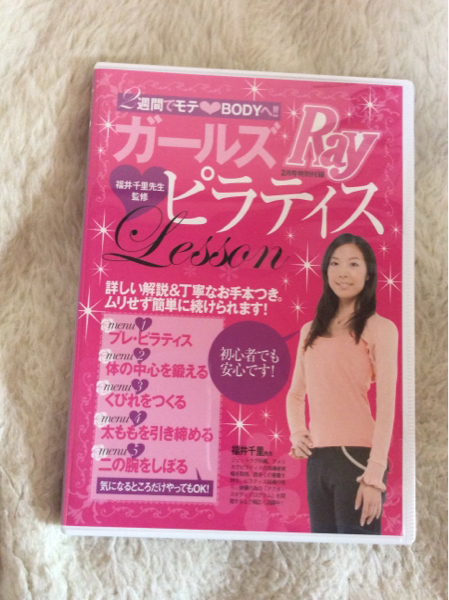 2週間でモテ♥BODYへ!!
ガールズ
Ray
2月号特別付録
福井千里先生
監修
ピラティス
Lesson
詳しい解説&丁寧なお手本つき。
ムリせず簡単に続けられます!
menu 1
プレ・ピラティス
menu 2
体の中心を鍛える
menu 3
くびれをつくる
menu 4
太ももを引き締める
menu 5
二の腕をしぼる
気になるところだけやってもOK!
初心者でも
安心です!
福井千里先生